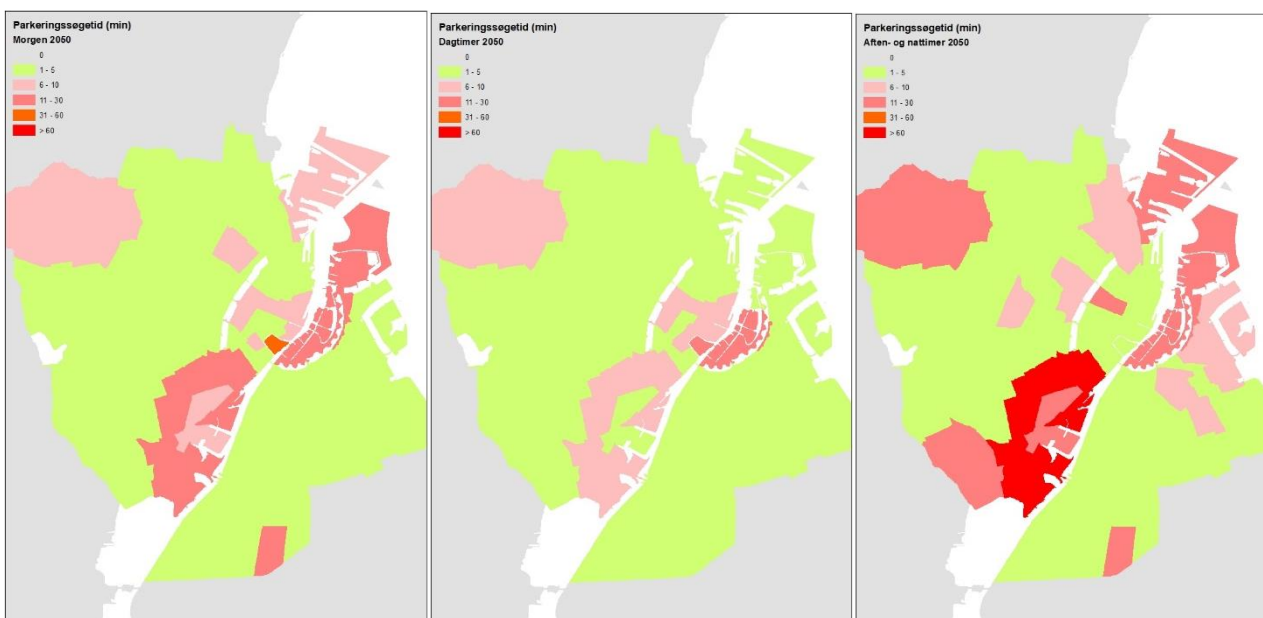 Parkeringssøgetid (min)
Morgen 2050
0
1 - 5
6 - 10
11 - 30
31 - 60
> 60
Parkeringssøgetid (min)
Dagtimer 2050
0
1 - 5
6 - 10
11 - 30
31 - 60
> 60
Parkeringssøgetid (min)
Aften- og nattimer 2050
0
1 - 5
6 - 10
11 - 30
31 - 60
> 60